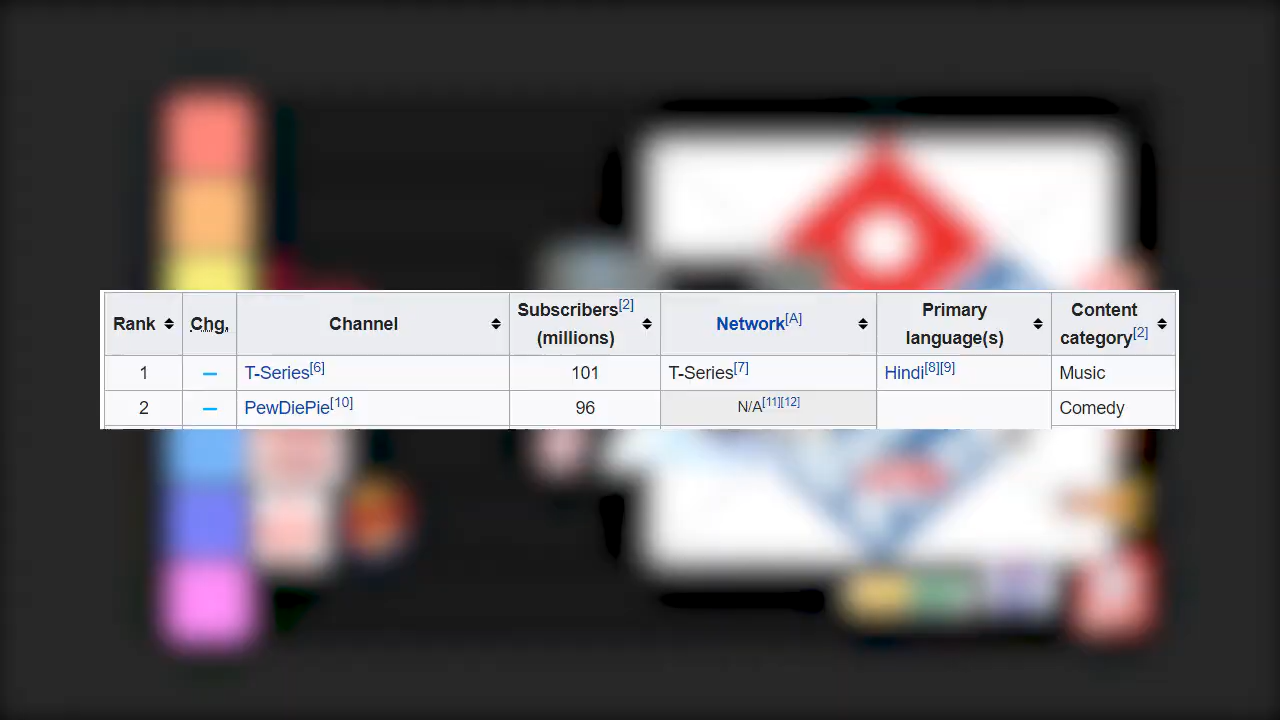 Rank Chg. Channel Subscribers[2] (millions) Network[A] Primary language(s) Content category[2]
1 – T-Series[6] 101 T-Series[7] Hindi[8][9] Music
2 – PewDiePie[10] 96 N/A[11][12] Comedy